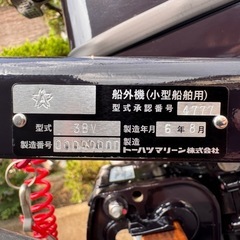 船外機(小型船舶用)
型式承認番号 4777
型式 3BV 製造年月 6年8月
製造番号 製造 トーハツマリーン株式会社